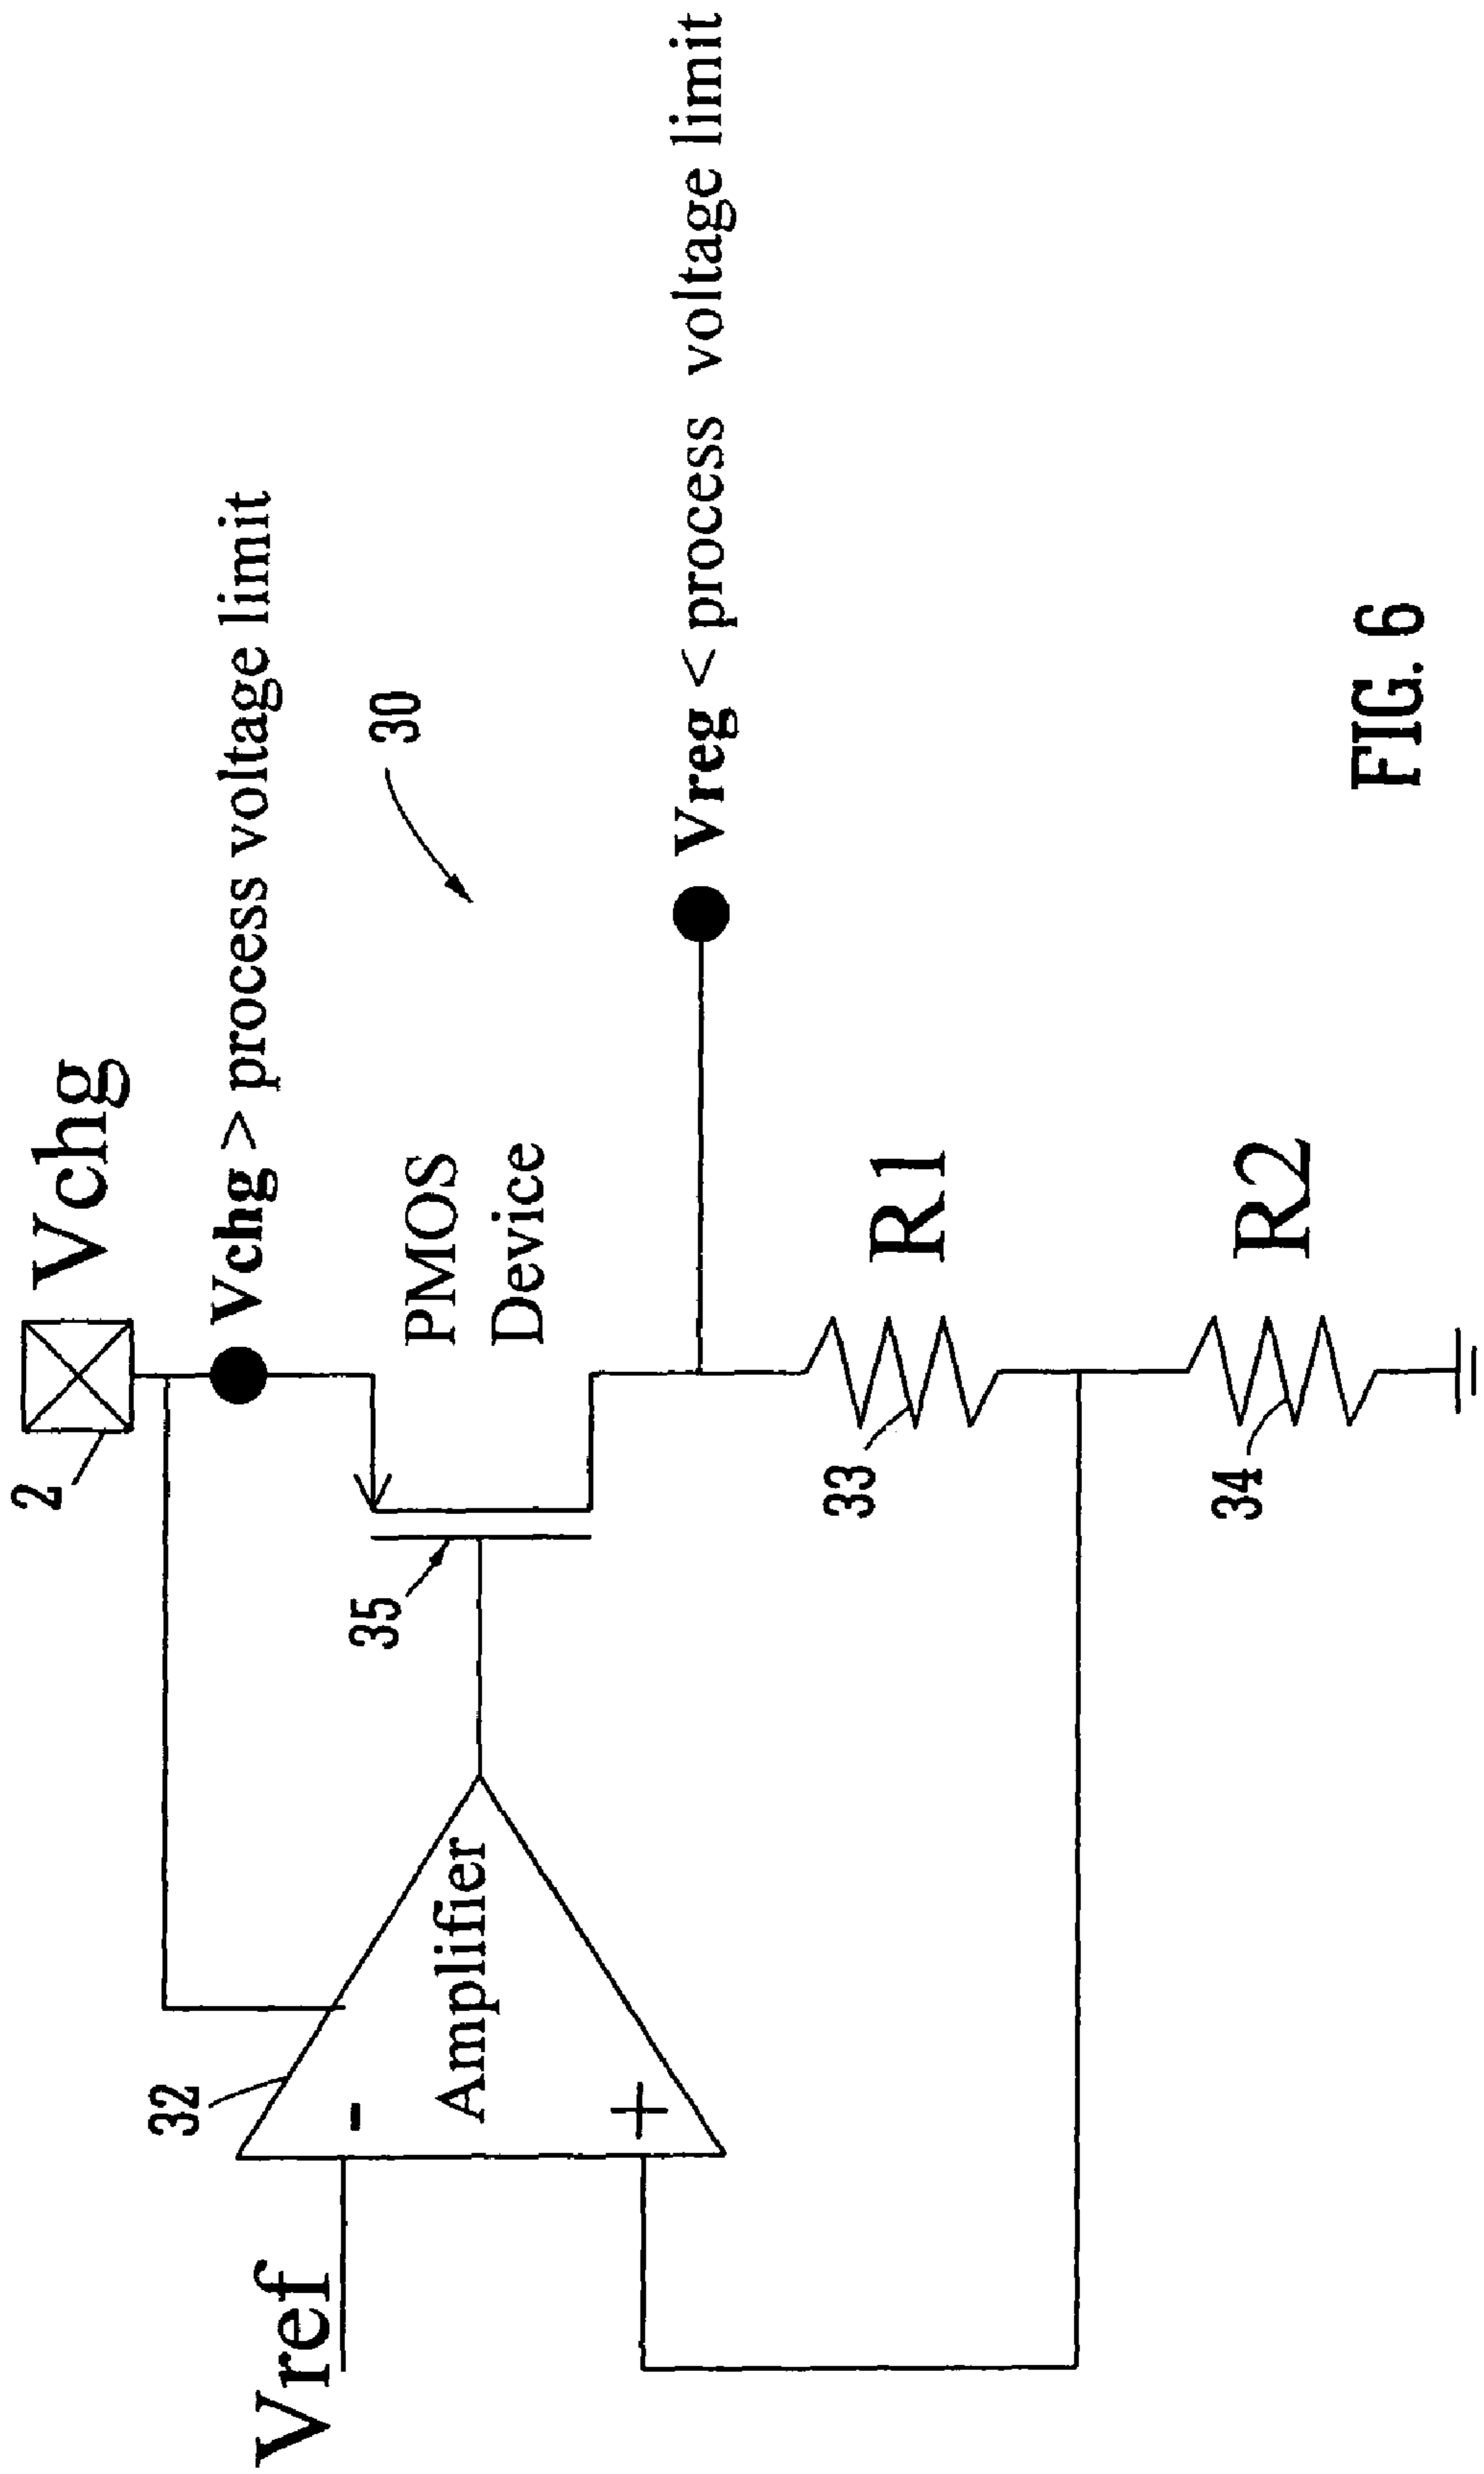 2
Vchg
Vchg > process voltage limit
32
35
PMOS
Device
30
Vref
-
Amplifier
+
Vreg < process voltage limit
33
R1
34
R2
FIG. 6